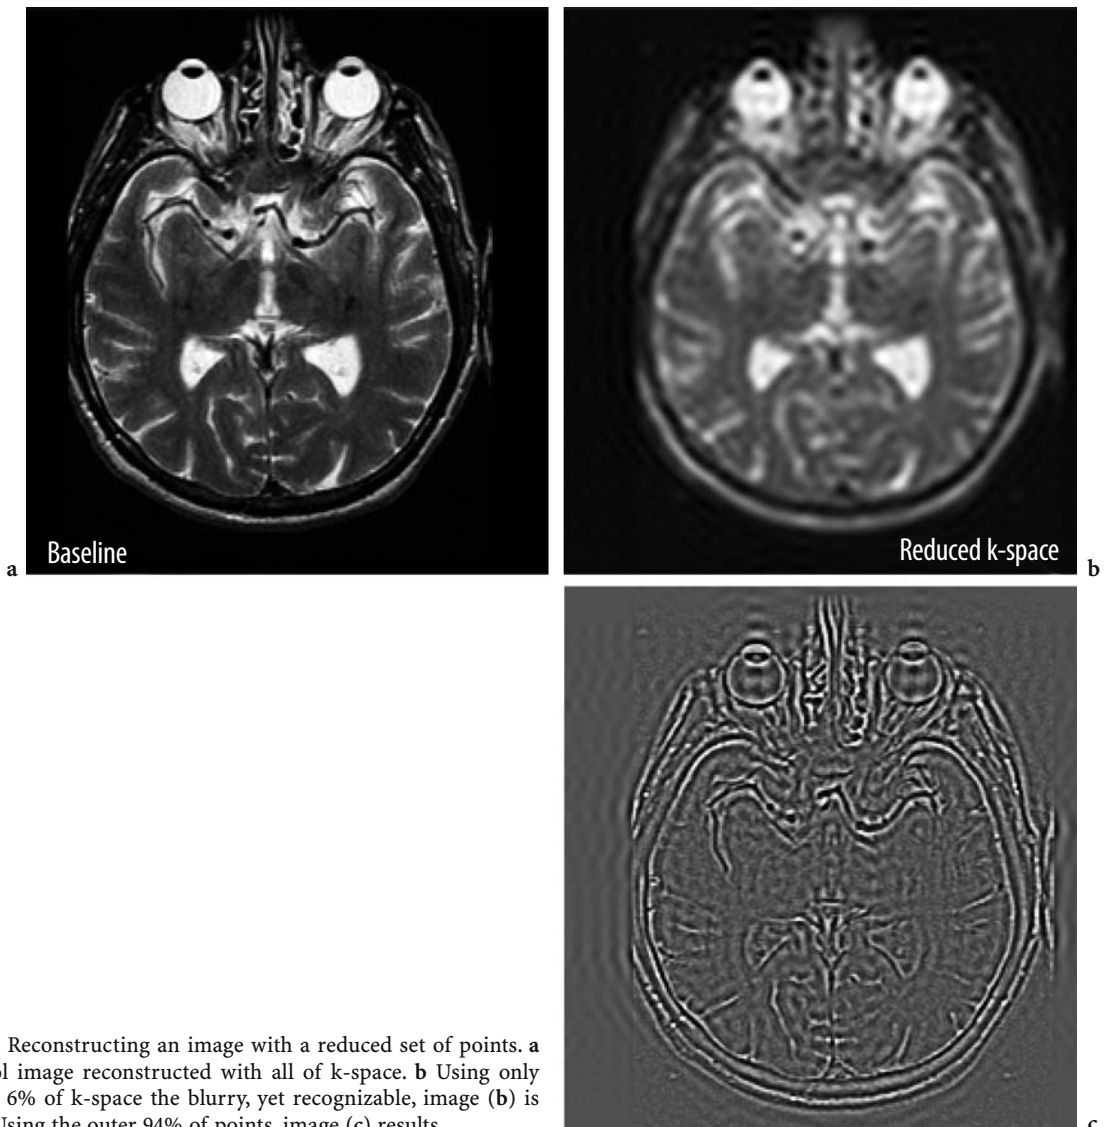 Baseline
a
Reduced k-space
b
c
Reconstructing an image with a reduced set of points. a
image reconstructed with all of k-space. b Using only
6% of k-space the blurry, yet recognizable, image (b) is
Using the outer 94% of points, image (c) results